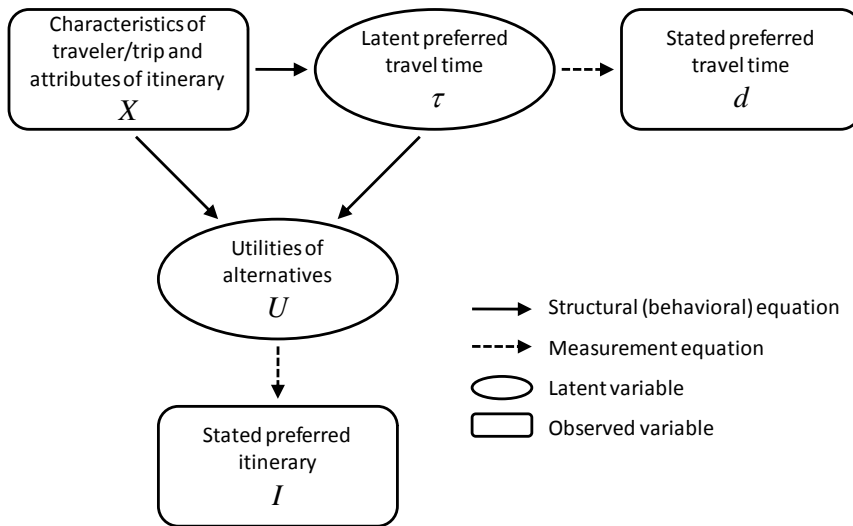 Characteristics of
traveler/trip and
attributes of itinerary
X
Latent preferred
travel time
τ
Stated preferred
travel time
d
Utilities of
alternatives
U
Stated preferred
itinerary
I
Structural (behavioral) equation
Measurement equation
Latent variable
Observed variable